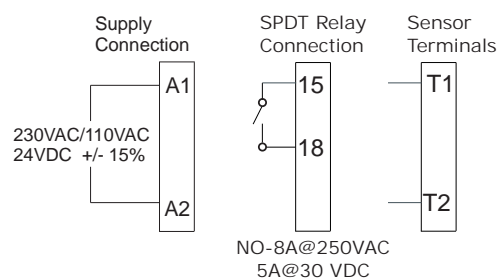 Supply
Connection
SPDT Relay
Connection
Sensor
Terminals
A1
15
T1
230VAC/110VAC
24VDC +/- 15%
18
A2
T2
NO-8A@250VAC
5A@30 VDC